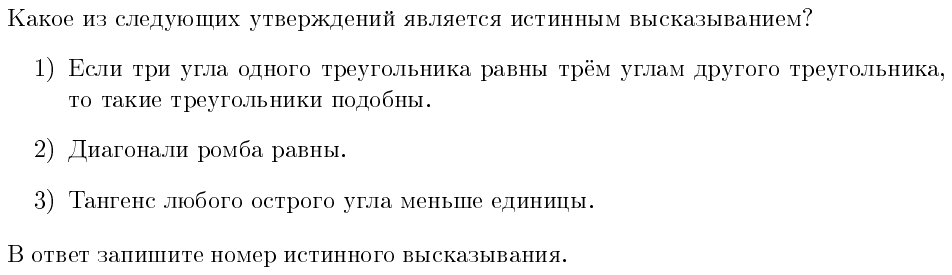 Какое из следующих утверждений является истинным высказыванием?
1) Если три угла одного треугольника равны трём углам другого треугольника,
то такие треугольники подобны.
2) Диагонали ромба равны.
3) Тангенс любого острого угла меньше единицы.
В ответ запишите номер истинного высказывания.